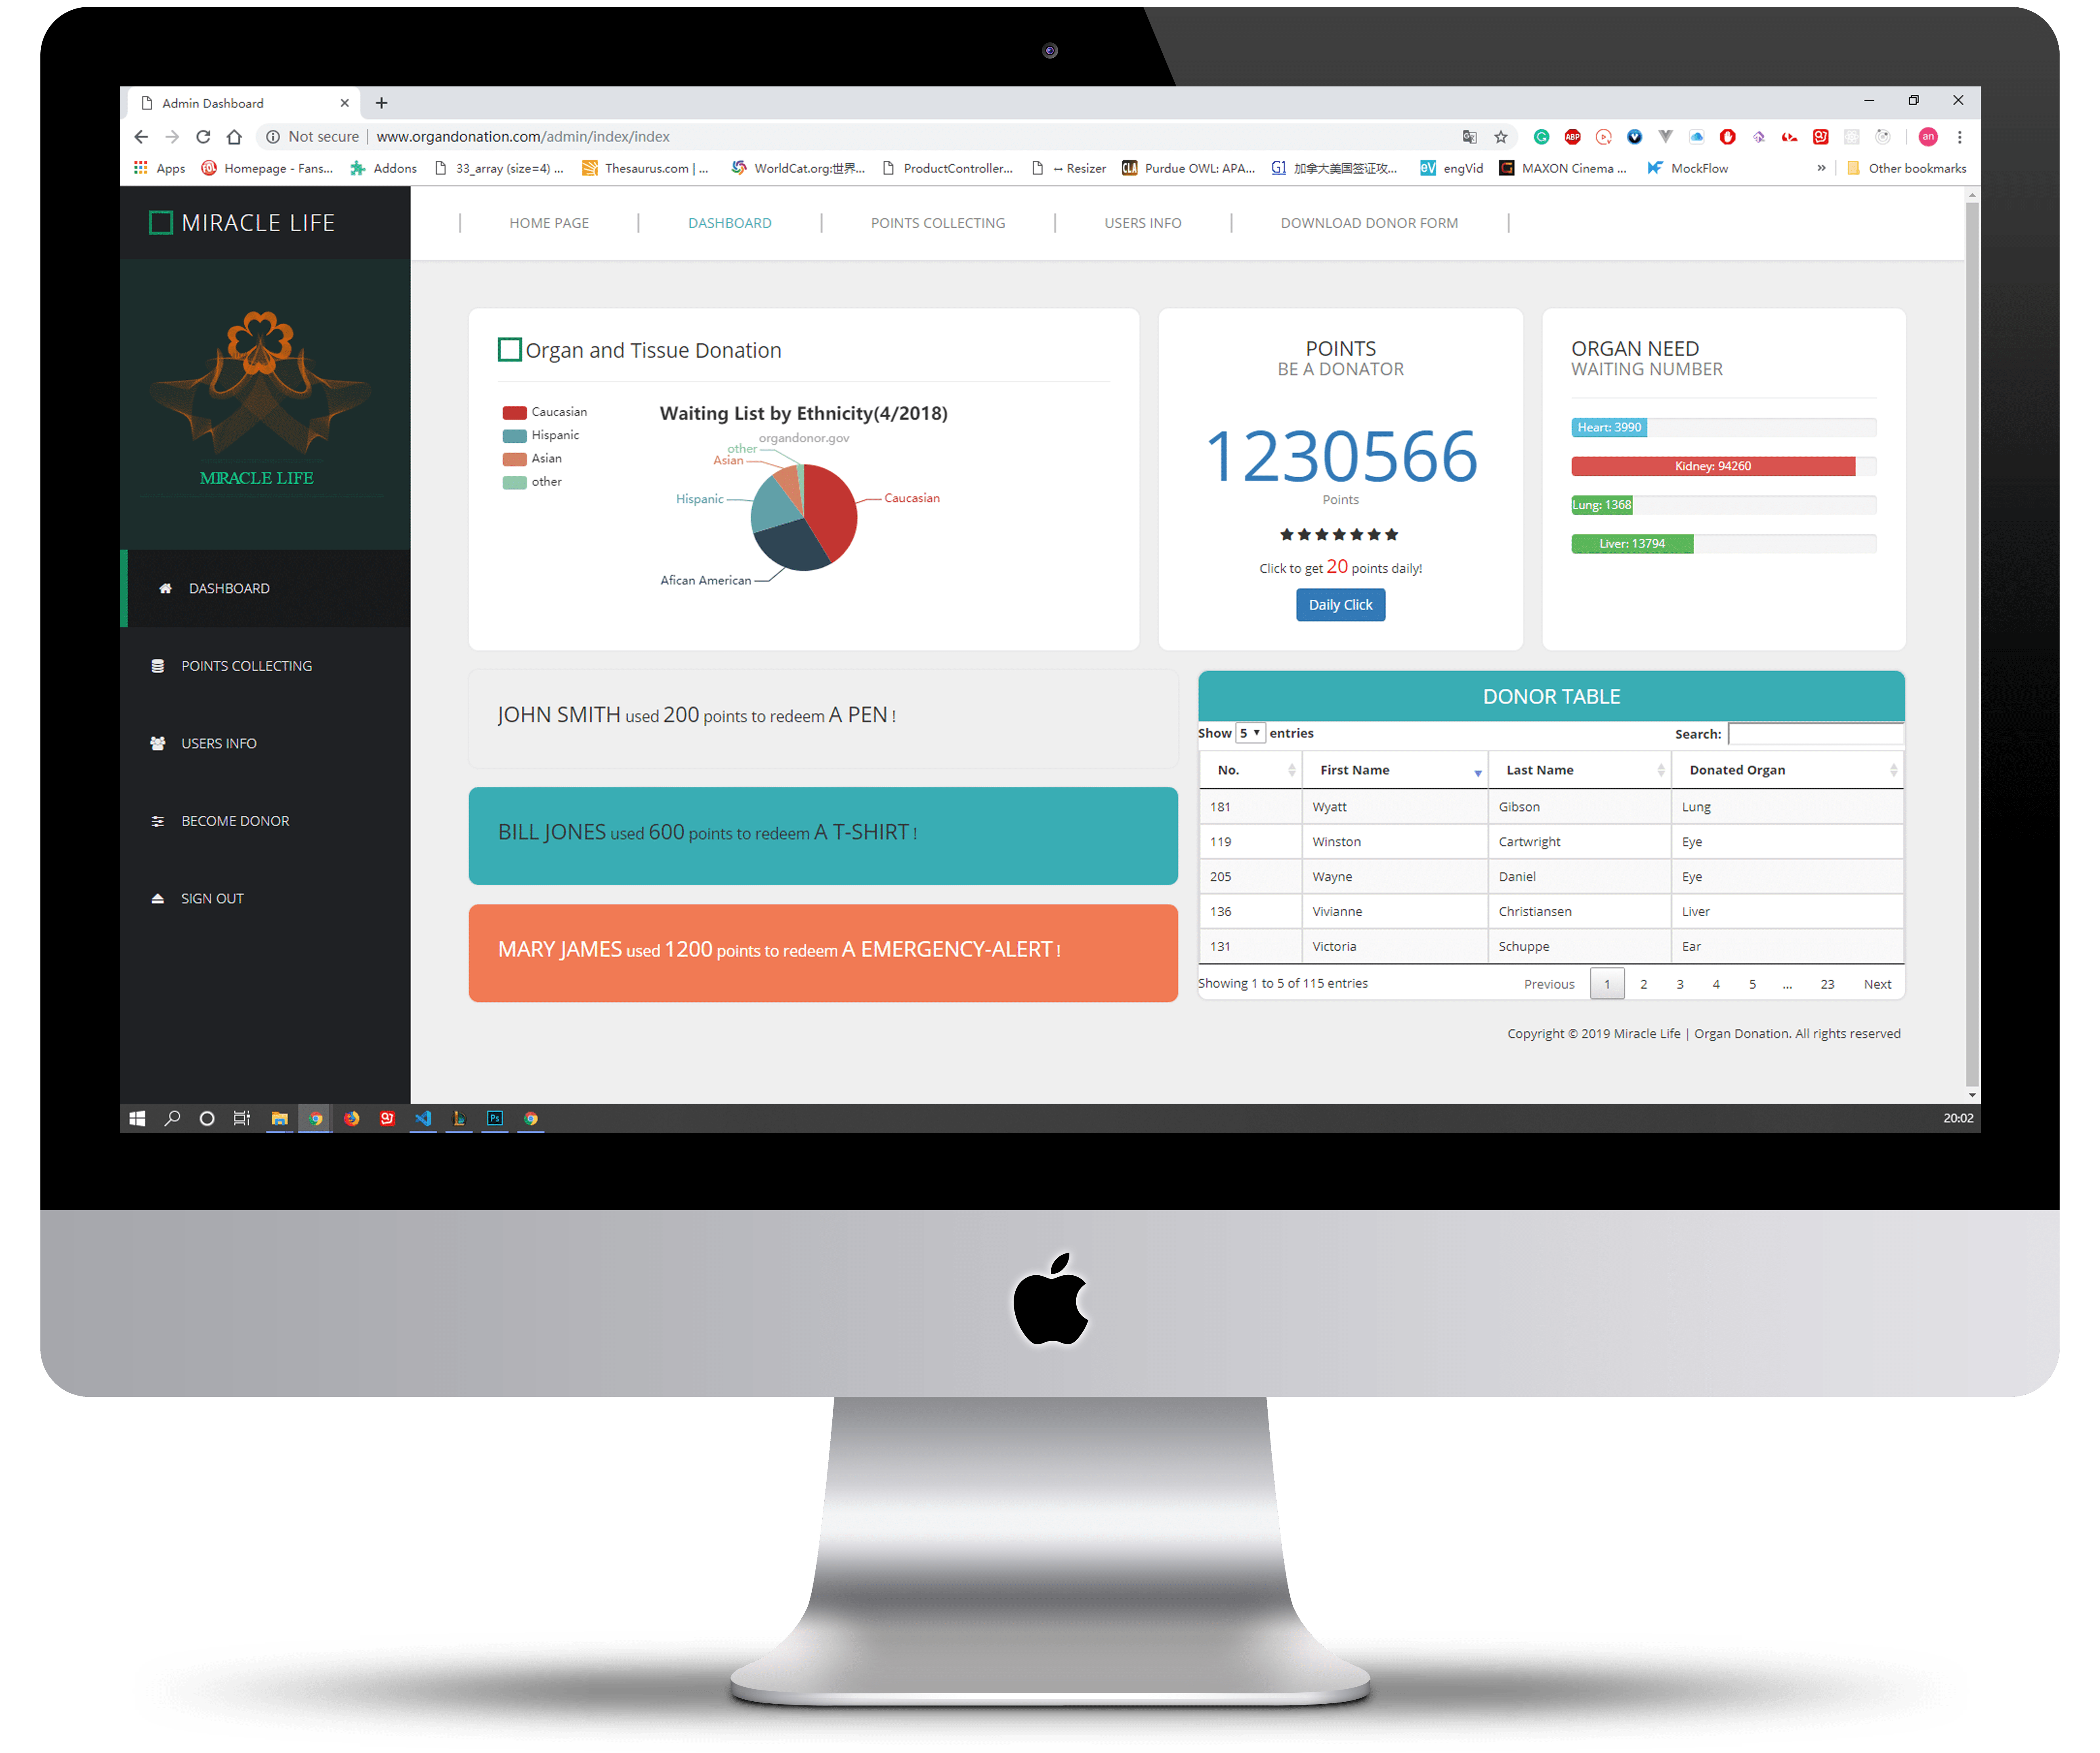 Admin Dashboard
Not secure | www.organdonation.com/admin/index/index
an
Apps Homepage - Fans... Addons 33_array (size=4) ... Thesaurus.com | ... WorldCat.org:世界... ProductController... ↔ Resizer Purdue OWL: APA... 加拿大美国签证攻... engVid MAXON Cinema ... MockFlow » Other bookmarks
MIRACLE LIFE
HOME PAGE | DASHBOARD | POINTS COLLECTING | USERS INFO | DOWNLOAD DONOR FORM
MIRACLE LIFE
DASHBOARD
POINTS COLLECTING
USERS INFO
BECOME DONOR
SIGN OUT
Organ and Tissue Donation
Caucasian
Hispanic
Asian
other
Waiting List by Ethnicity(4/2018)
organdonor.gov
other
Asian
Hispanic
Caucasian
Afican American
POINTS
BE A DONATOR
1230566
Points
Click to get 20 points daily!
Daily Click
ORGAN NEED
WAITING NUMBER
Heart: 3990
Kidney: 94260
Lung: 1368
Liver: 13794
JOHN SMITH used 200 points to redeem A PEN !
BILL JONES used 600 points to redeem A T-SHIRT !
MARY JAMES used 1200 points to redeem A EMERGENCY-ALERT !
DONOR TABLE
Show 5 entries Search:
No. First Name Last Name Donated Organ
181 Wyatt Gibson Lung
119 Winston Cartwright Eye
205 Wayne Daniel Eye
136 Vivianne Christiansen Liver
131 Victoria Schuppe Ear
Showing 1 to 5 of 115 entries Previous 1 2 3 4 5 ... 23 Next
Copyright © 2019 Miracle Life | Organ Donation. All rights reserved
Ps
20:02